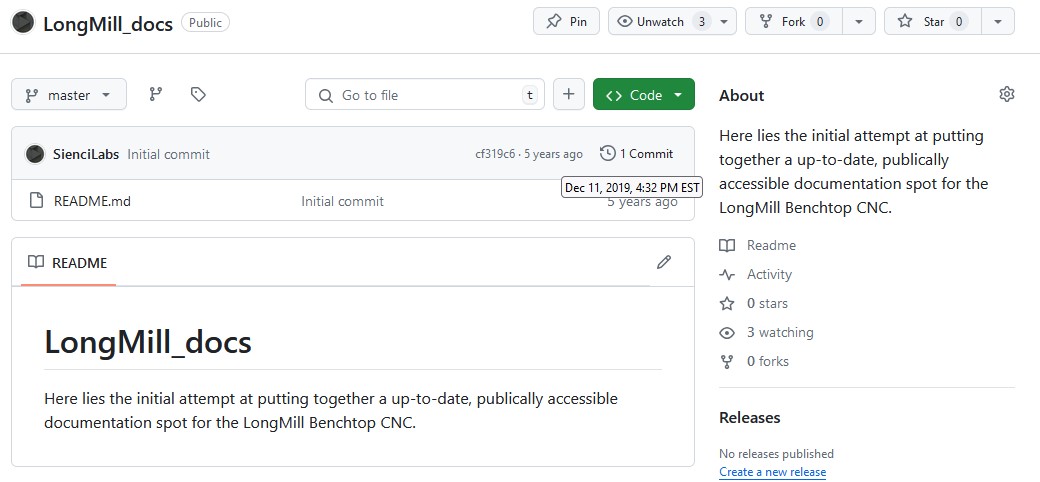 LongMill_docs Public Pin Unwatch 3 Fork 0 Star 0
master Go to file t + Code
SienciLabs Initial commit cf319c6 · 5 years ago 1 Commit
Dec 11, 2019, 4:32 PM EST
README.md Initial commit 5 years ago
README
LongMill_docs
Here lies the initial attempt at putting together a up-to-date, publically accessible
documentation spot for the LongMill Benchtop CNC.
About
Here lies the initial attempt at putting
together a up-to-date, publically
accessible documentation spot for the
LongMill Benchtop CNC.
Readme
Activity
0 stars
3 watching
0 forks
Releases
No releases published
Create a new release